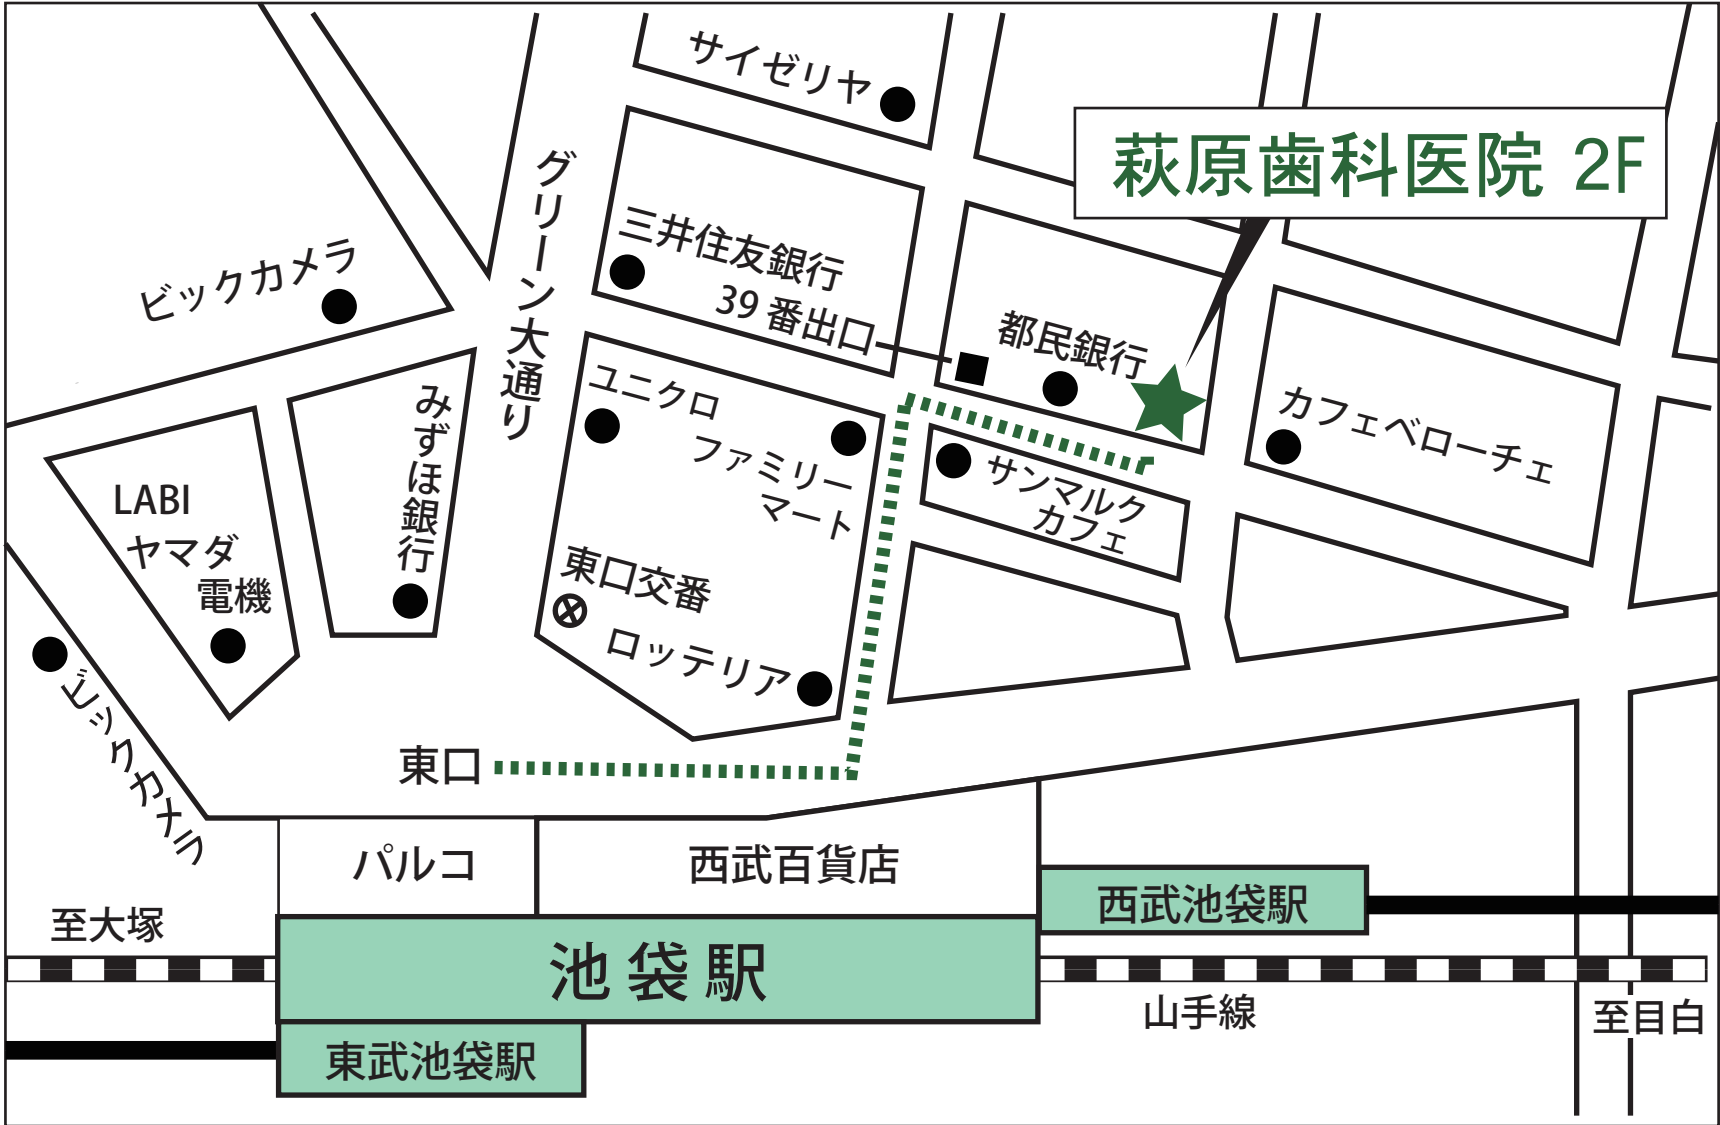 サイゼリヤ
萩原歯科医院 2F
グリーン大通り
三井住友銀行
39番出口
ビックカメラ
都民銀行
ユニクロ
ファミリー
マート
みずほ銀行
カフェベローチェ
サンマルク
カフェ
LABI
ヤマダ
電機
東口交番
ロッテリア
ビックカメラ
東口
パルコ
西武百貨店
西武池袋駅
至大塚
池袋駅
山手線
至目白
東武池袋駅